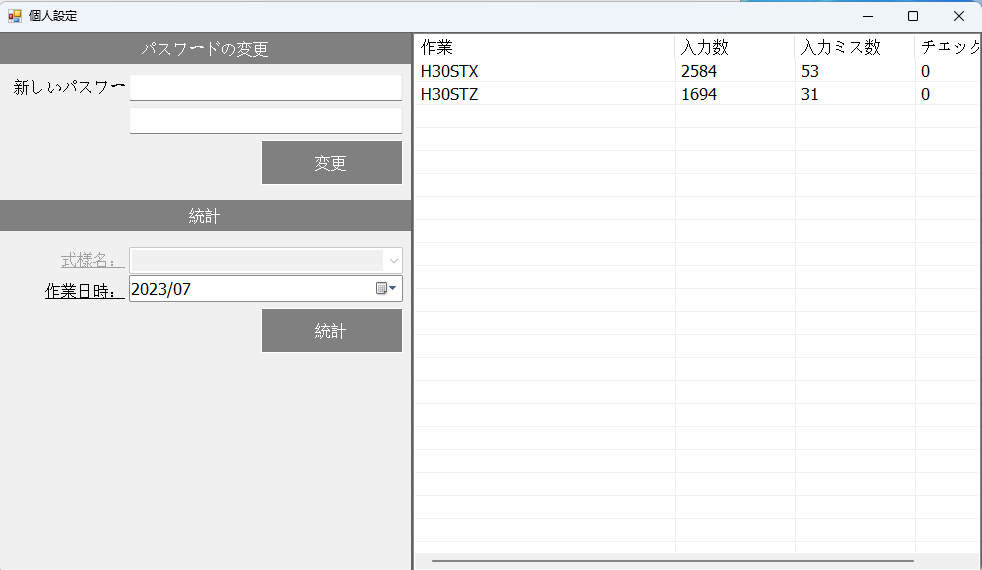 個人設定
パスワードの変更
新しいパスワー
変更
統計
式様名：
作業日時： 2023/07
統計
作業 入力数 入力ミス数 チェック
H30STX 2584 53 0
H30STZ 1694 31 0